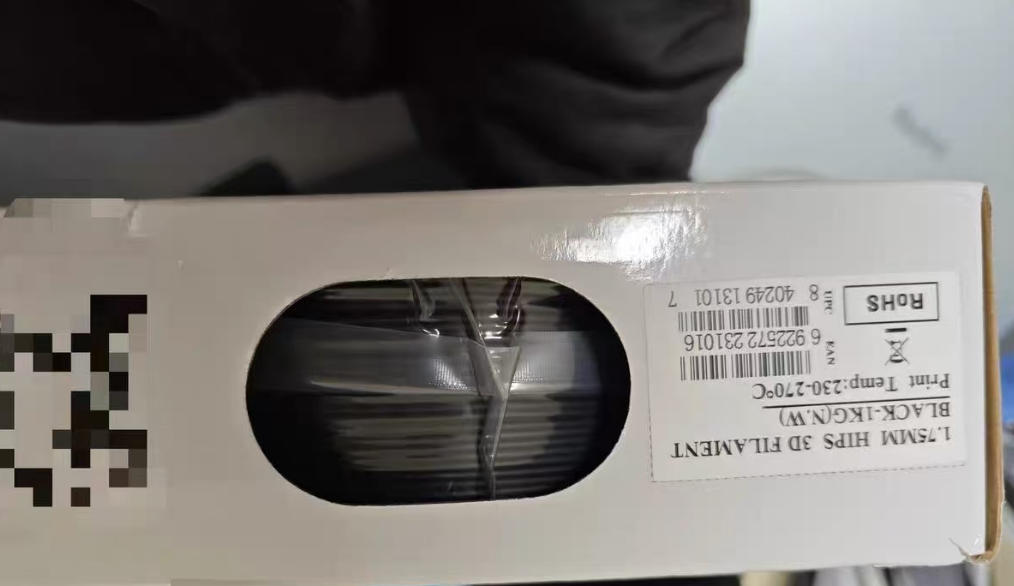 1.75MM HIPS 3D FILAMENT
BLACK-1KG(N.W)
Print Temp:230-270°C
EAN
6 922572 231016
UPC
8 40249 13101 7
RoHS